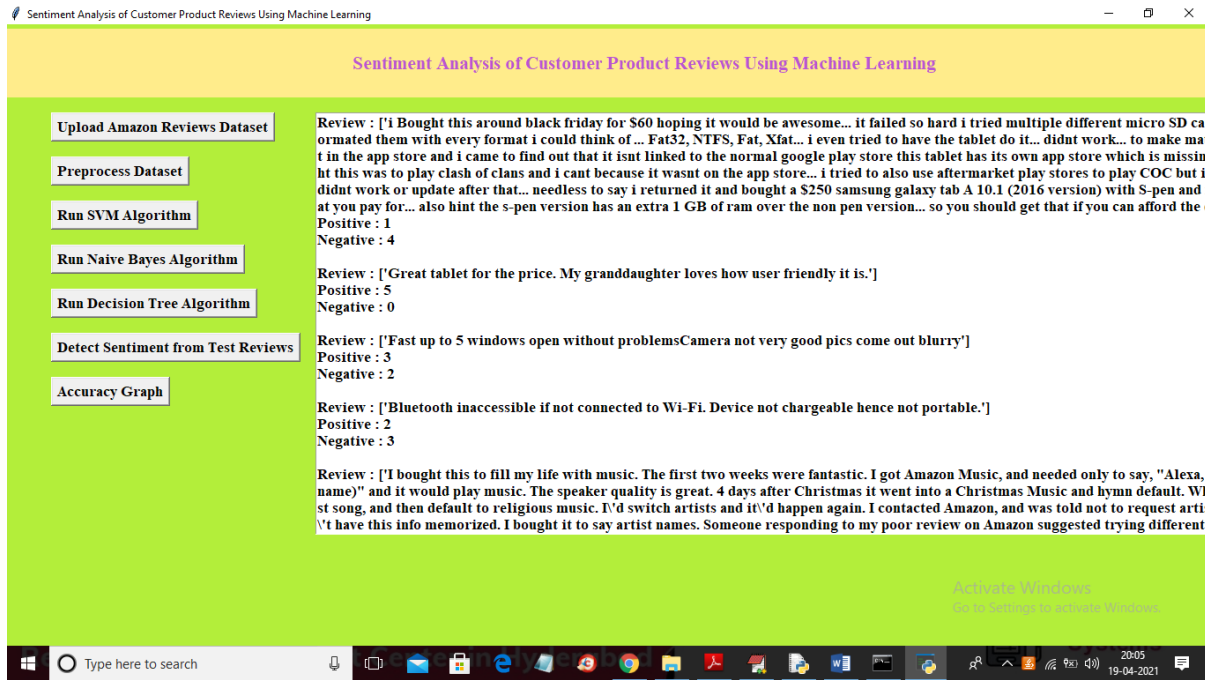 Sentiment Analysis of Customer Product Reviews Using Machine Learning
Sentiment Analysis of Customer Product Reviews Using Machine Learning
Upload Amazon Reviews Dataset
Preprocess Dataset
Run SVM Algorithm
Run Naive Bayes Algorithm
Run Decision Tree Algorithm
Detect Sentiment from Test Reviews
Accuracy Graph
Review : ['i Bought this around black friday for $60 hoping it would be awesome... it failed so hard i tried multiple different micro SD ca
ormated them with every format i could think of ... Fat32, NTFS, Fat, Xfat... i even tried to have the tablet do it... didnt work... to make ma
t in the app store and i came to find out that it isnt linked to the normal google play store this tablet has its own app store which is missin
ht this was to play clash of clans and i cant because it wasnt on the app store... i tried to also use aftermarket play stores to play COC but i
didnt work or update after that... needless to say i returned it and bought a $250 samsung galaxy tab A 10.1 (2016 version) with S-pen and
at you pay for... also hint the s-pen version has an extra 1 GB of ram over the non pen version... so you should get that if you can afford the
Positive : 1
Negative : 4
Review : ['Great tablet for the price. My granddaughter loves how user friendly it is.']
Positive : 5
Negative : 0
Review : ['Fast up to 5 windows open without problemsCamera not very good pics come out blurry']
Positive : 3
Negative : 2
Review : ['Bluetooth inaccessible if not connected to Wi-Fi. Device not chargeable hence not portable.']
Positive : 2
Negative : 3
Review : ['I bought this to fill my life with music. The first two weeks were fantastic. I got Amazon Music, and needed only to say, "Alexa,
name)" and it would play music. The speaker quality is great. 4 days after Christmas it went into a Christmas Music and hymn default. Wh
st song, and then default to religious music. I\'d switch artists and it\'d happen again. I contacted Amazon, and was told not to request arti
\'t have this info memorized. I bought it to say artist names. Someone responding to my poor review on Amazon suggested trying different
Activate Windows
Go to Settings to activate Windows.
Type here to search
Systems
20:05
19-04-2021